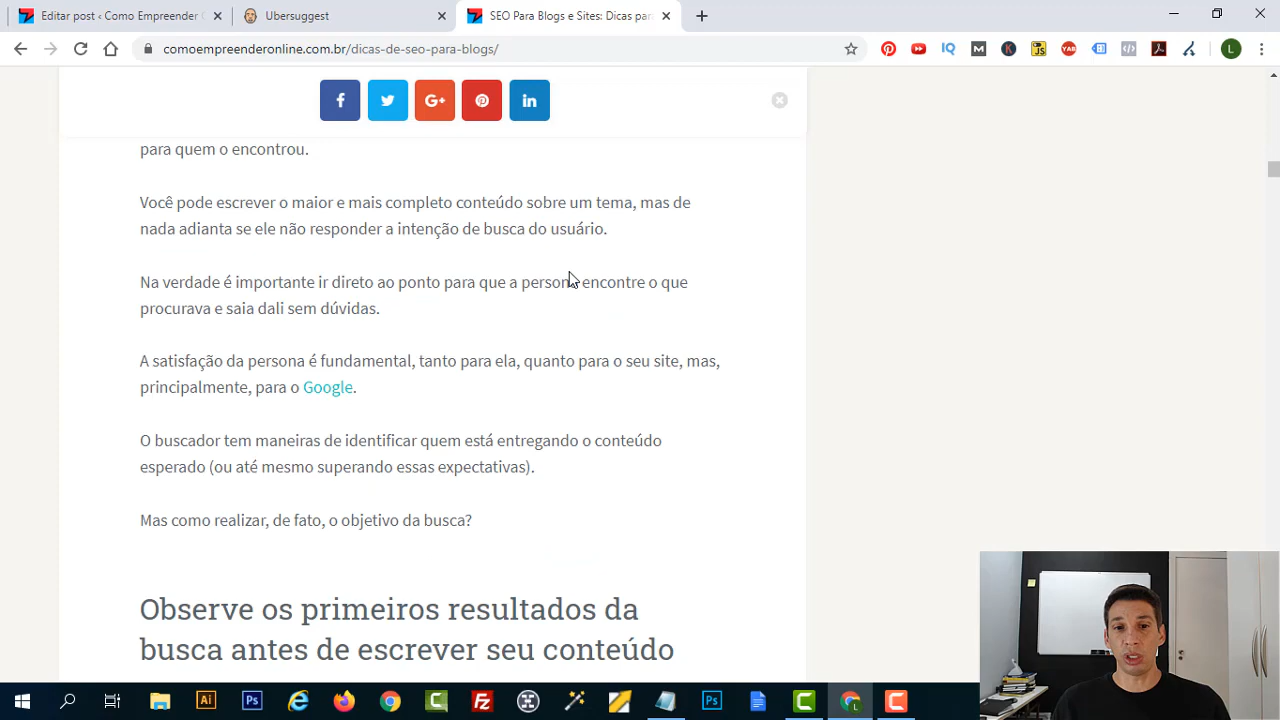 Editar post ‹ Como Empreender
Ubersuggest
SEO Para Blogs e Sites: Dicas par
comoempreenderonline.com.br/dicas-de-seo-para-blogs/
para quem o encontrou.
Você pode escrever o maior e mais completo conteúdo sobre um tema, mas de
nada adianta se ele não responder a intenção de busca do usuário.
Na verdade é importante ir direto ao ponto para que a person encontre o que
procurava e saia dali sem dúvidas.
A satisfação da persona é fundamental, tanto para ela, quanto para o seu site, mas,
principalmente, para o Google.
O buscador tem maneiras de identificar quem está entregando o conteúdo
esperado (ou até mesmo superando essas expectativas).
Mas como realizar, de fato, o objetivo da busca?
Observe os primeiros resultados da
busca antes de escrever seu conteúdo